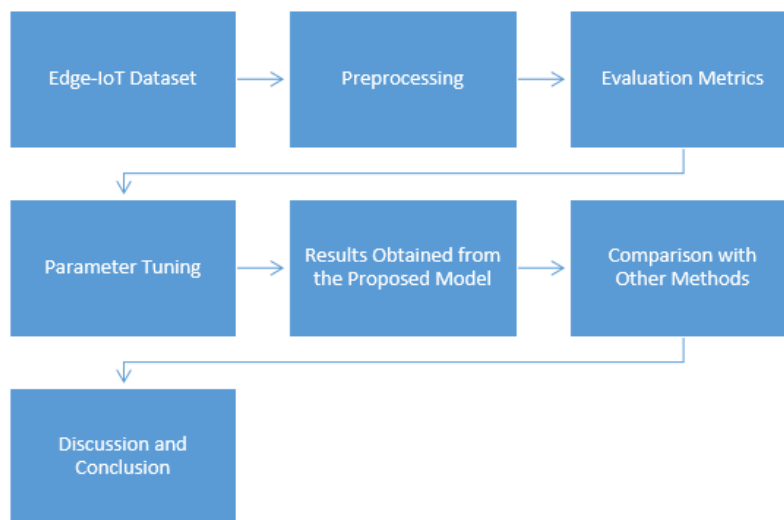 Edge-IoT Dataset
Preprocessing
Evaluation Metrics
Parameter Tuning
Results Obtained from
the Proposed Model
Comparison with
Other Methods
Discussion and
Conclusion